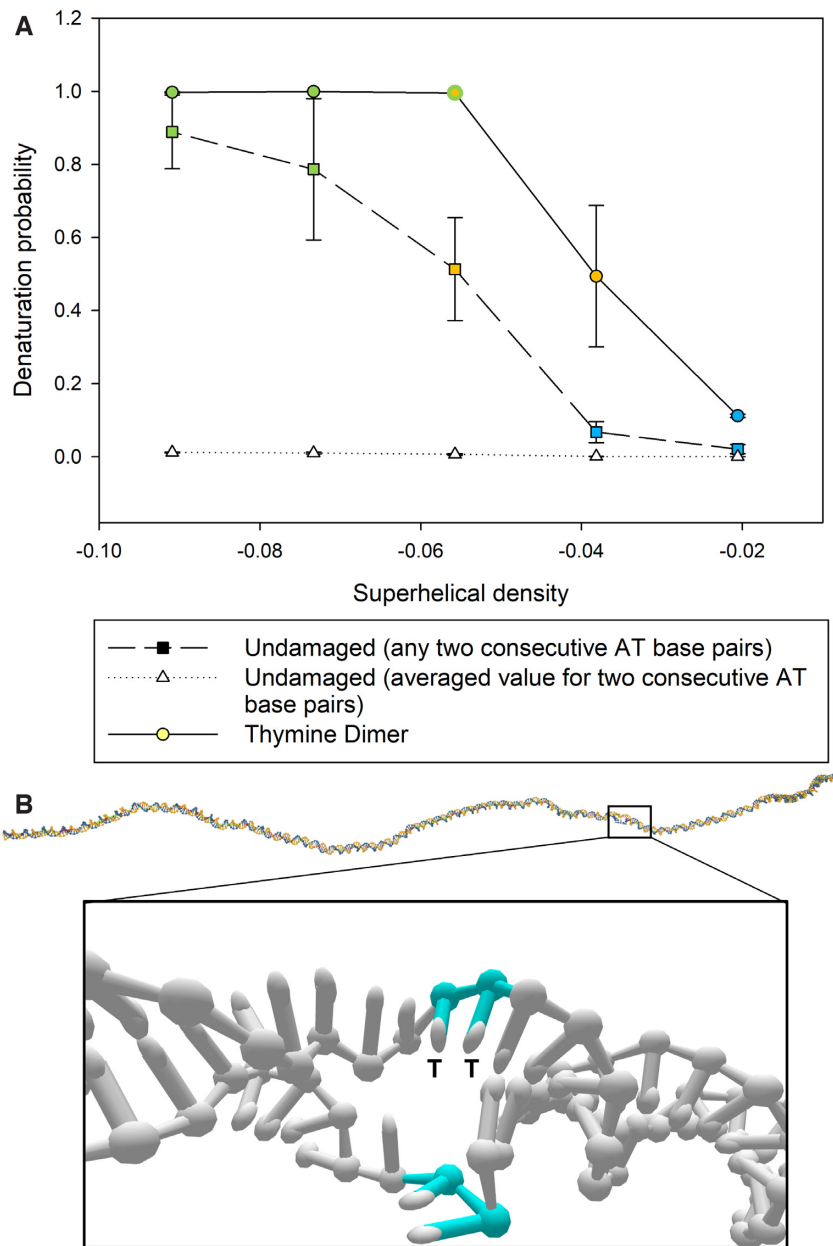 A
1.2
1.0
0.8
0.6
0.4
0.2
0.0
Denaturation probability
-0.10
-0.08
-0.06
-0.04
-0.02
Superhelical density
Undamaged (any two consecutive AT base pairs)
Undamaged (averaged value for two consecutive AT
base pairs)
Thymine Dimer
B
T
T